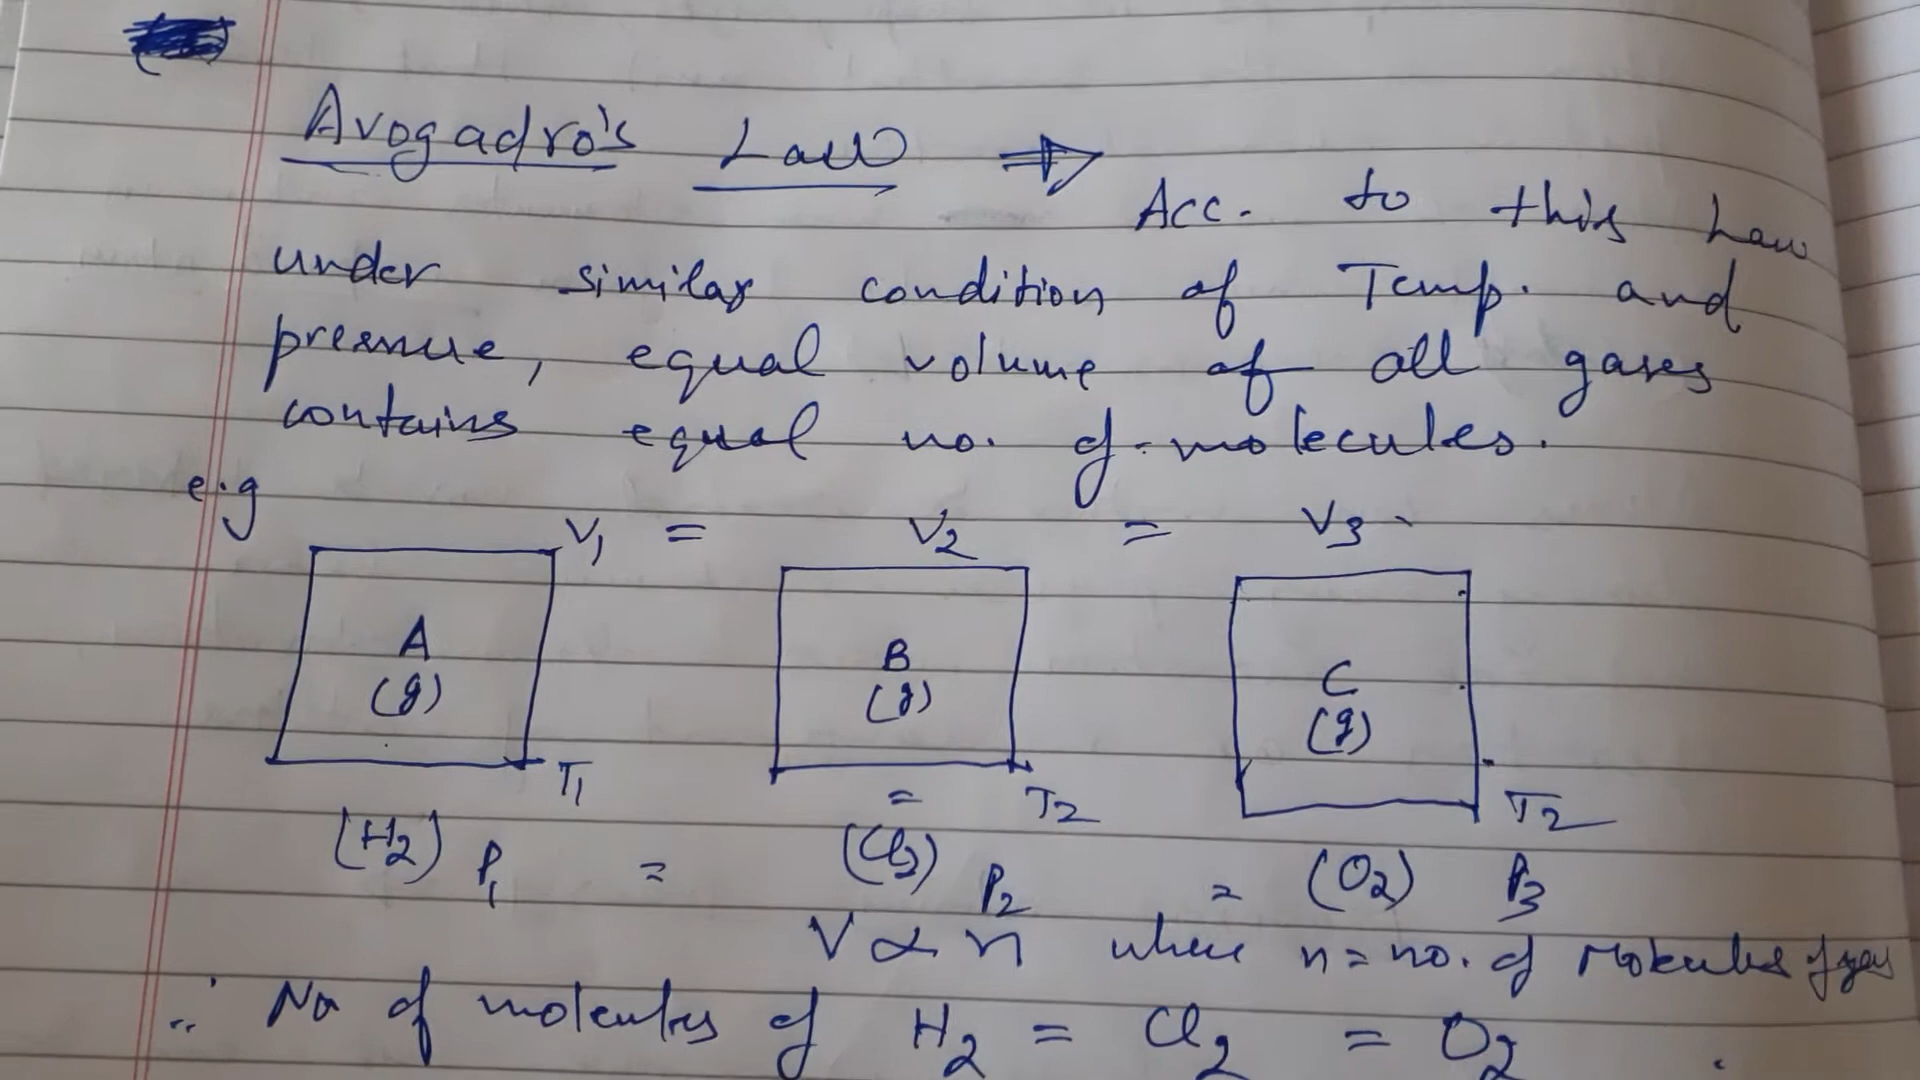 Avogadro's Law ⇒
Acc. to this Law
under similar condition of Temp. and
pressure, equal volume of all gases
contains equal no. of molecules.
e.g
V₁ = V₂ = V₃
A B C
(g) (g) (g)
T₁ = T₂ T₂
(H₂) P₁ = (Cl₂) P₂ = (O₂) P₃
V ∝ n where n = no. of molecules of gas
∴ No of molecules of H₂ = Cl₂ = O₂